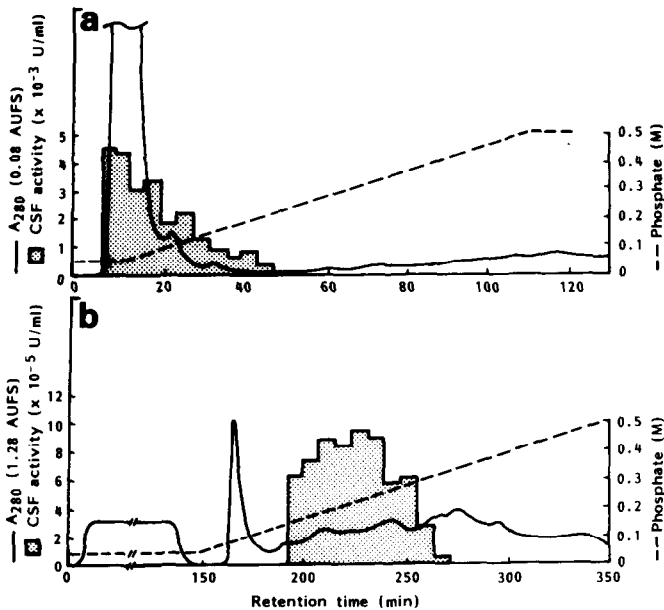 a
A280 (0.08 AUFS)
CSF activity (x 10-3 U/ml)
5
4
3
2
1
0
0.5
0.4
0.3
0.2
0.1
0
Phosphate (M)
0 20 40 60 80 100 120
b
A280 (1.28 AUFS)
CSF activity (x 10-5 U/ml)
12
10
8
6
4
2
0
0.5
0.4
0.3
0.2
0.1
0
Phosphate (M)
0 150 200 250 300 350
Retention time (min)